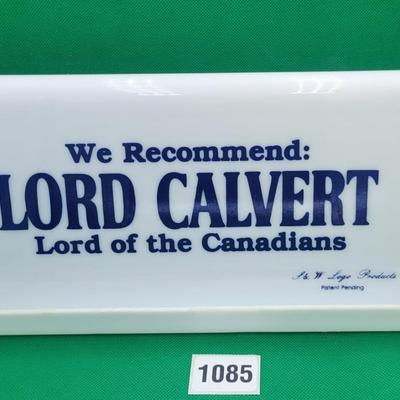 We Recommend:
LORD CALVERT
Lord of the Canadians
Logo Products
Patent Pending
1085